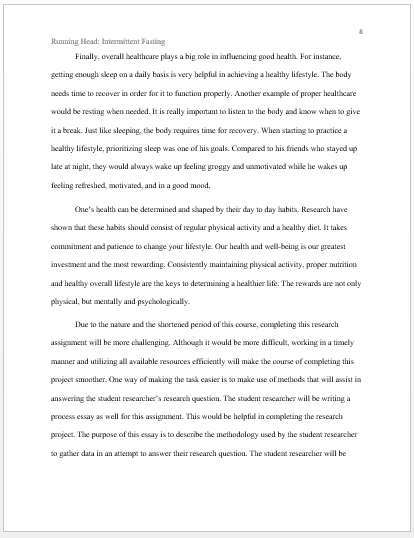 8
Running Head: Intermittent Fasting
Finally, overall healthcare plays a big role in influencing good health. For instance,
getting enough sleep on a daily basis is very helpful in achieving a healthy lifestyle. The body
needs time to recover in order for it to function properly. Another example of proper healthcare
would be resting when needed. It is really important to listen to the body and know when to give
it a break. Just like sleeping, the body requires time for recovery. When starting to practice a
healthy lifestyle, prioritizing sleep was one of his goals. Compared to his friends who stayed up
late at night, they would always wake up feeling groggy and unmotivated while he wakes up
feeling refreshed, motivated, and in a good mood.
One's health can be determined and shaped by their day to day habits. Research have
shown that these habits should consist of regular physical activity and a healthy diet. It takes
commitment and patience to change your lifestyle. Our health and well-being is our greatest
investment and the most rewarding. Consistently maintaining physical activity, proper nutrition
and healthy overall lifestyle are the keys to determining a healthier life. The rewards are not only
physical, but mentally and psychologically.
Due to the nature and the shortened period of this course, completing this research
assignment will be more challenging. Although it would be more difficult, working in a timely
manner and utilizing all available resources efficiently will make the course of completing this
project smoother. One way of making the task easier is to make use of methods that will assist in
answering the student researcher's research question. The student researcher will be writing a
process essay as well for this assignment. This would be helpful in completing the research
project. The purpose of this essay is to describe the methodology used by the student researcher
to gather data in an attempt to answer their research question. The student researcher will be